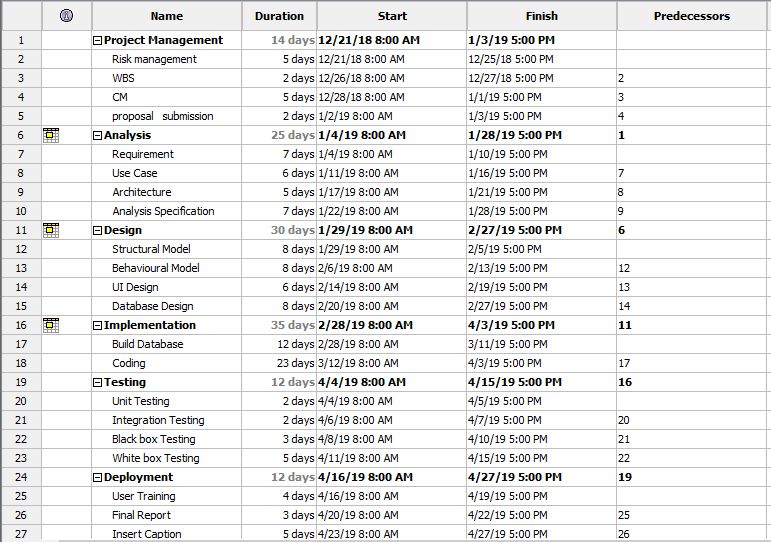 Name Duration Start Finish Predecessors
1 Project Management 14 days 12/21/18 8:00 AM 1/3/19 5:00 PM
2 Risk management 5 days 12/21/18 8:00 AM 12/25/18 5:00 PM
3 WBS 2 days 12/26/18 8:00 AM 12/27/18 5:00 PM 2
4 CM 5 days 12/28/18 8:00 AM 1/1/19 5:00 PM 3
5 proposal submission 2 days 1/2/19 8:00 AM 1/3/19 5:00 PM 4
6 Analysis 25 days 1/4/19 8:00 AM 1/28/19 5:00 PM 1
7 Requirement 7 days 1/4/19 8:00 AM 1/10/19 5:00 PM
8 Use Case 6 days 1/11/19 8:00 AM 1/16/19 5:00 PM 7
9 Architecture 5 days 1/17/19 8:00 AM 1/21/19 5:00 PM 8
10 Analysis Specification 7 days 1/22/19 8:00 AM 1/28/19 5:00 PM 9
11 Design 30 days 1/29/19 8:00 AM 2/27/19 5:00 PM 6
12 Structural Model 8 days 1/29/19 8:00 AM 2/5/19 5:00 PM
13 Behavioural Model 8 days 2/6/19 8:00 AM 2/13/19 5:00 PM 12
14 UI Design 6 days 2/14/19 8:00 AM 2/19/19 5:00 PM 13
15 Database Design 8 days 2/20/19 8:00 AM 2/27/19 5:00 PM 14
16 Implementation 35 days 2/28/19 8:00 AM 4/3/19 5:00 PM 11
17 Build Database 12 days 2/28/19 8:00 AM 3/11/19 5:00 PM
18 Coding 23 days 3/12/19 8:00 AM 4/3/19 5:00 PM 17
19 Testing 12 days 4/4/19 8:00 AM 4/15/19 5:00 PM 16
20 Unit Testing 2 days 4/4/19 8:00 AM 4/5/19 5:00 PM
21 Integration Testing 2 days 4/6/19 8:00 AM 4/7/19 5:00 PM 20
22 Black box Testing 3 days 4/8/19 8:00 AM 4/10/19 5:00 PM 21
23 White box Testing 5 days 4/11/19 8:00 AM 4/15/19 5:00 PM 22
24 Deployment 12 days 4/16/19 8:00 AM 4/27/19 5:00 PM 19
25 User Training 4 days 4/16/19 8:00 AM 4/19/19 5:00 PM
26 Final Report 3 days 4/20/19 8:00 AM 4/22/19 5:00 PM 25
27 Insert Caption 5 days 4/23/19 8:00 AM 4/27/19 5:00 PM 26